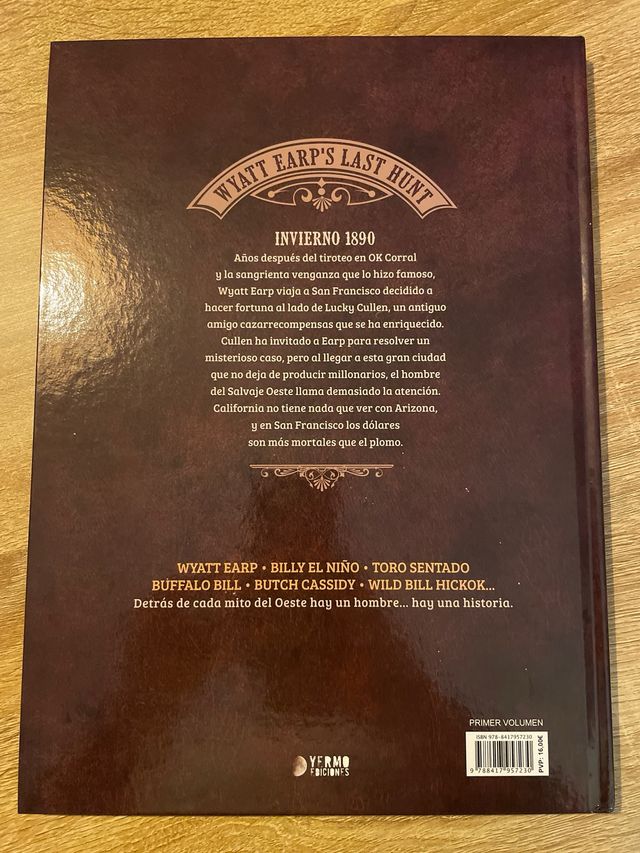 WYATT EARP'S LAST HUNT
INVIERNO 1890
Años después del tiroteo en OK Corral
y la sangrienta venganza que lo hizo famoso,
Wyatt Earp viaja a San Francisco decidido a
hacer fortuna al lado de Lucky Cullen, un antiguo
amigo cazarrecompensas que se ha enriquecido.
Cullen ha invitado a Earp para resolver un
misterioso caso, pero al llegar a esta gran ciudad
que no deja de producir millonarios, el hombre
del Salvaje Oeste llama demasiado la atención.
California no tiene nada que ver con Arizona,
y en San Francisco los dólares
son más mortales que el plomo.
WYATT EARP • BILLY EL NIÑO • TORO SENTADO
BUFFALO BILL • BUTCH CASSIDY • WILD BILL HICKOK...
Detrás de cada mito del Oeste hay un hombre... hay una historia.
PRIMER VOLUMEN
ISBN 978-8417957230
9 788417 957230
PVP: 16,00€
YERMO
EDICIONES